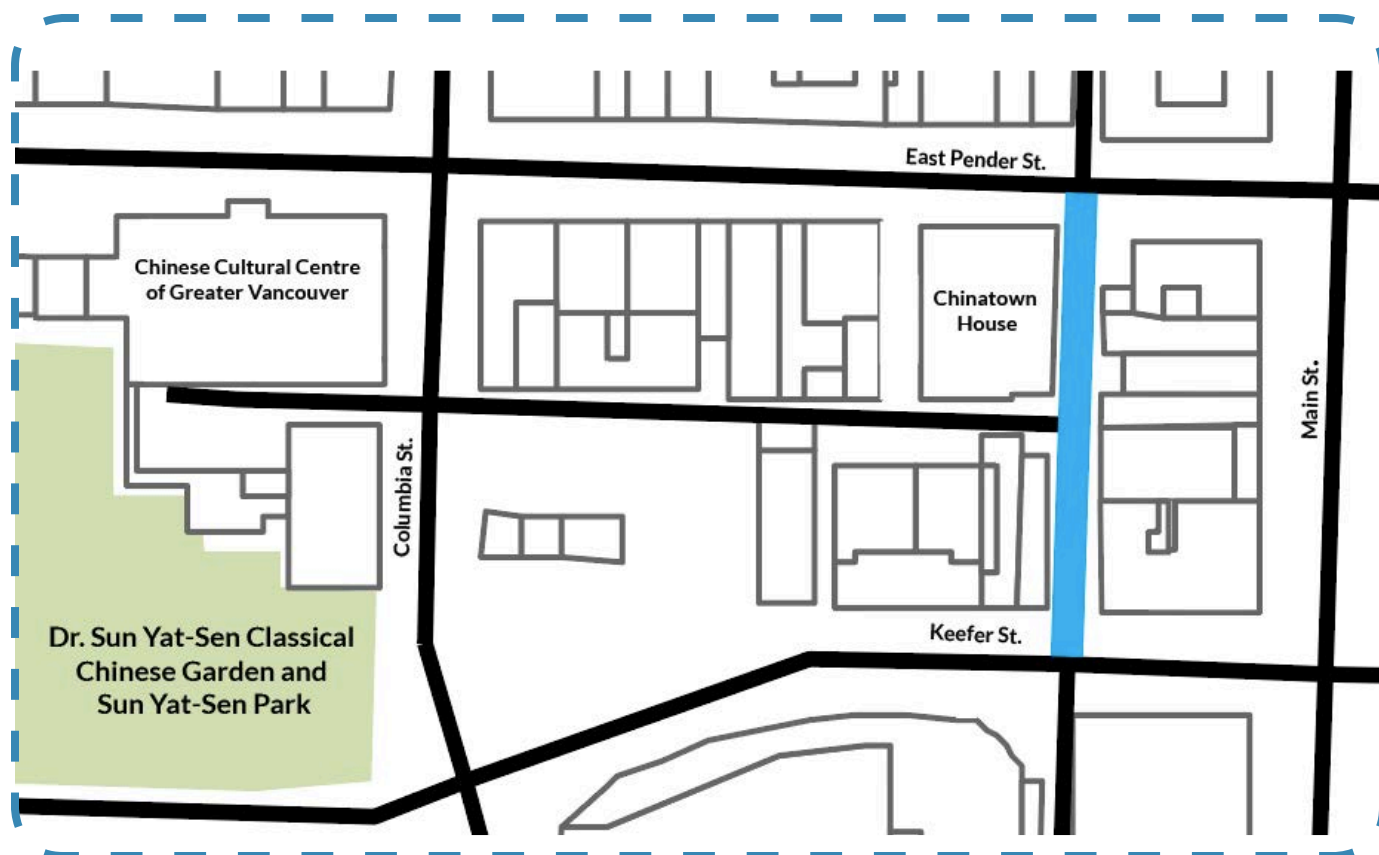 East Pender St.
Chinese Cultural Centre
of Greater Vancouver
Chinatown
House
Main St.
Columbia St.
Keefer St.
Dr. Sun Yat-Sen Classical
Chinese Garden and
Sun Yat-Sen Park